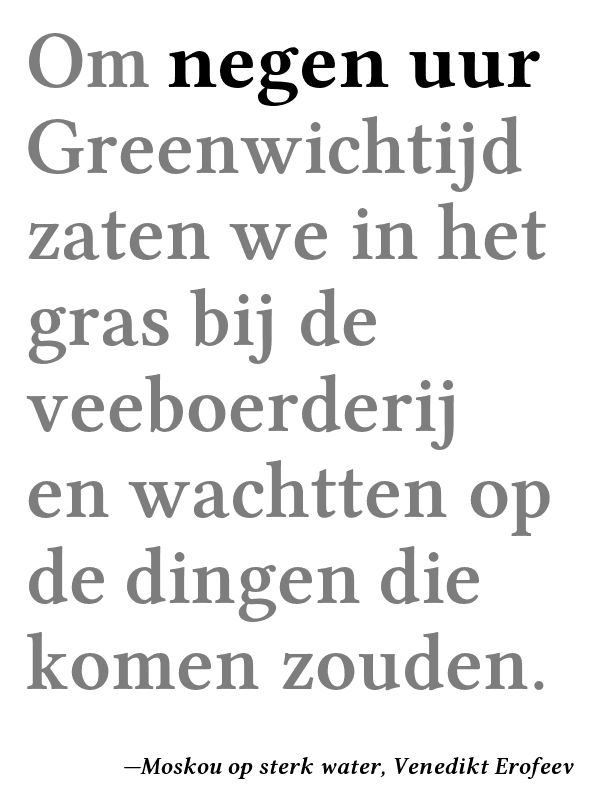 Om negen uur
Greenwichtijd
zaten we in het
gras bij de
veeboerderij
en wachtten op
de dingen die
komen zouden.
—Moskou op sterk water, Venedikt Erofeev